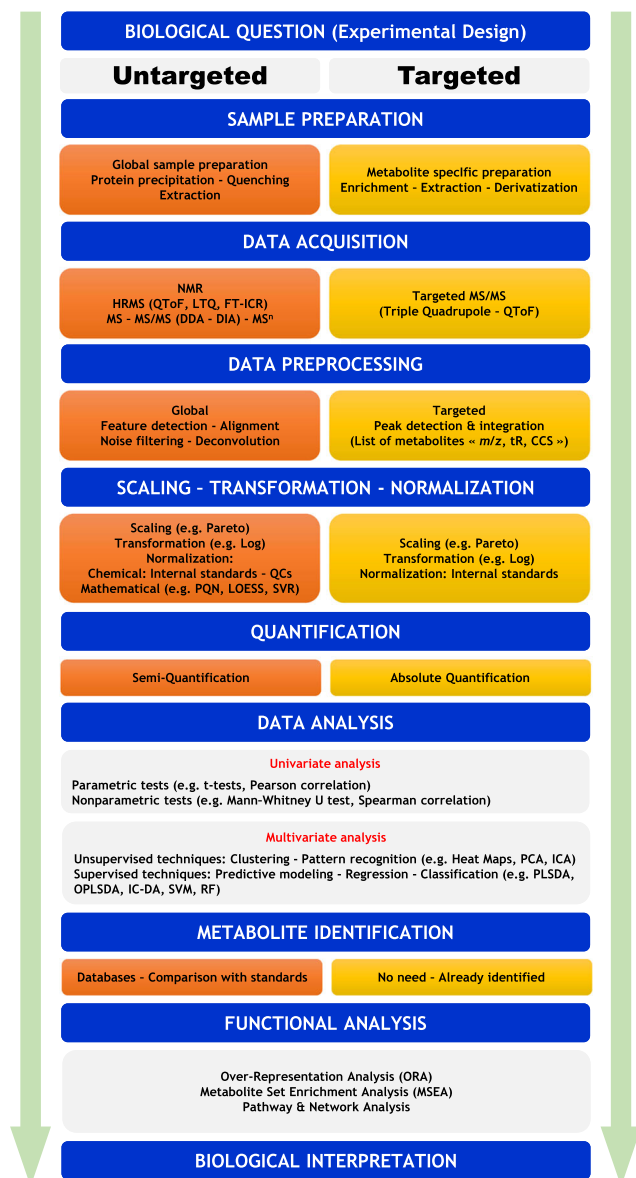 BIOLOGICAL QUESTION (Experimental Design)
Untargeted
Targeted
SAMPLE PREPARATION
Global sample preparation
Protein precipitation - Quenching
Extraction
Metabolite specific preparation
Enrichment - Extraction - Derivatization
DATA ACQUISITION
NMR
HRMS (QToF, LTQ, FT-ICR)
MS - MS/MS (DDA - DIA) - MSⁿ
Targeted MS/MS
(Triple Quadrupole - QToF)
DATA PREPROCESSING
Global
Feature detection - Alignment
Noise filtering - Deconvolution
Targeted
Peak detection & integration
(List of metabolites « m/z, tR, CCS »)
SCALING – TRANSFORMATION - NORMALIZATION
Scaling (e.g. Pareto)
Transformation (e.g. Log)
Normalization:
Chemical: Internal standards – QCs
Mathematical (e.g. PQN, LOESS, SVR)
Scaling (e.g. Pareto)
Transformation (e.g. Log)
Normalization: Internal standards
QUANTIFICATION
Semi-Quantification
Absolute Quantification
DATA ANALYSIS
Univariate analysis
Parametric tests (e.g. t-tests, Pearson correlation)
Nonparametric tests (e.g. Mann–Whitney U test, Spearman correlation)
Multivariate analysis
Unsupervised techniques: Clustering - Pattern recognition (e.g. Heat Maps, PCA, ICA)
Supervised techniques: Predictive modeling - Regression - Classification (e.g. PLSDA,
OPLSDA, IC-DA, SVM, RF)
METABOLITE IDENTIFICATION
Databases – Comparison with standards
No need – Already identified
FUNCTIONAL ANALYSIS
Over-Representation Analysis (ORA)
Metabolite Set Enrichment Analysis (MSEA)
Pathway & Network Analysis
BIOLOGICAL INTERPRETATION